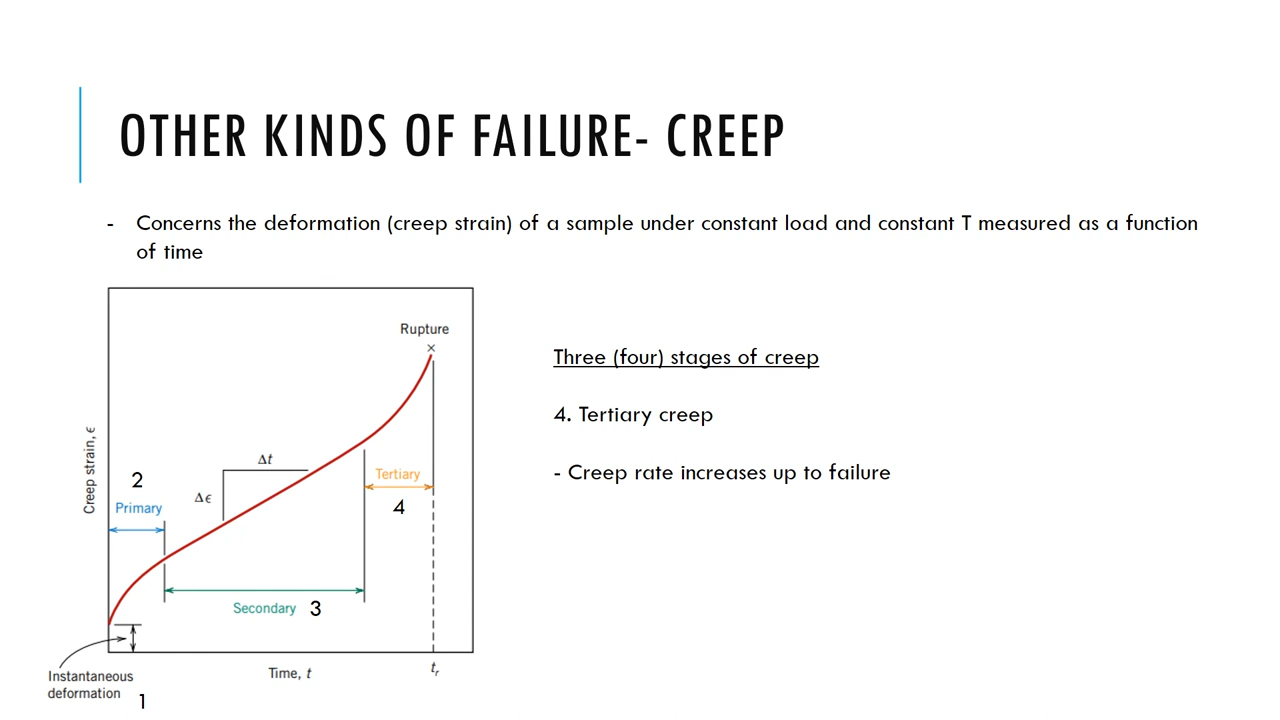 OTHER KINDS OF FAILURE- CREEP
- Concerns the deformation (creep strain) of a sample under constant load and constant T measured as a function
of time
Rupture
×
Creep strain, ϵ
Δt
Δϵ
2
Primary
Tertiary
4
Secondary 3
Time, t
tr
Instantaneous
deformation
1
Three (four) stages of creep
4. Tertiary creep
- Creep rate increases up to failure